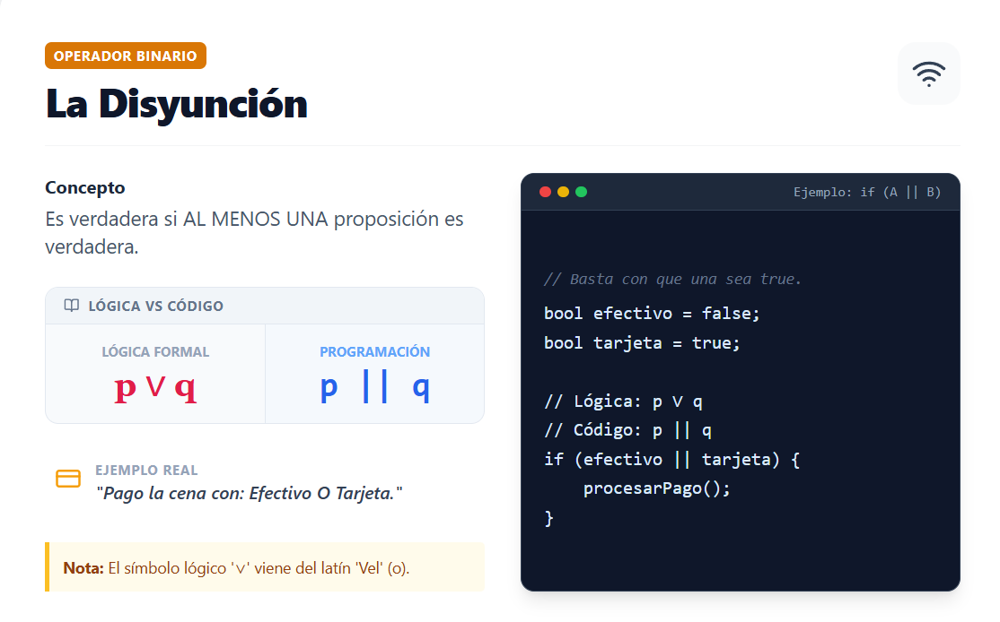 OPERADOR BINARIO
La Disyunción
Concepto
Es verdadera si AL MENOS UNA proposición es
verdadera.
LÓGICA VS CÓDIGO
LÓGICA FORMAL
p ∨ q
PROGRAMACIÓN
p || q
EJEMPLO REAL
"Pago la cena con: Efectivo O Tarjeta."
Nota: El símbolo lógico '∨' viene del latín 'Vel' (o).
Ejemplo: if (A || B)
// Basta con que una sea true.
bool efectivo = false;
bool tarjeta = true;
// Lógica: p ∨ q
// Código: p || q
if (efectivo || tarjeta) {
    procesarPago();
}